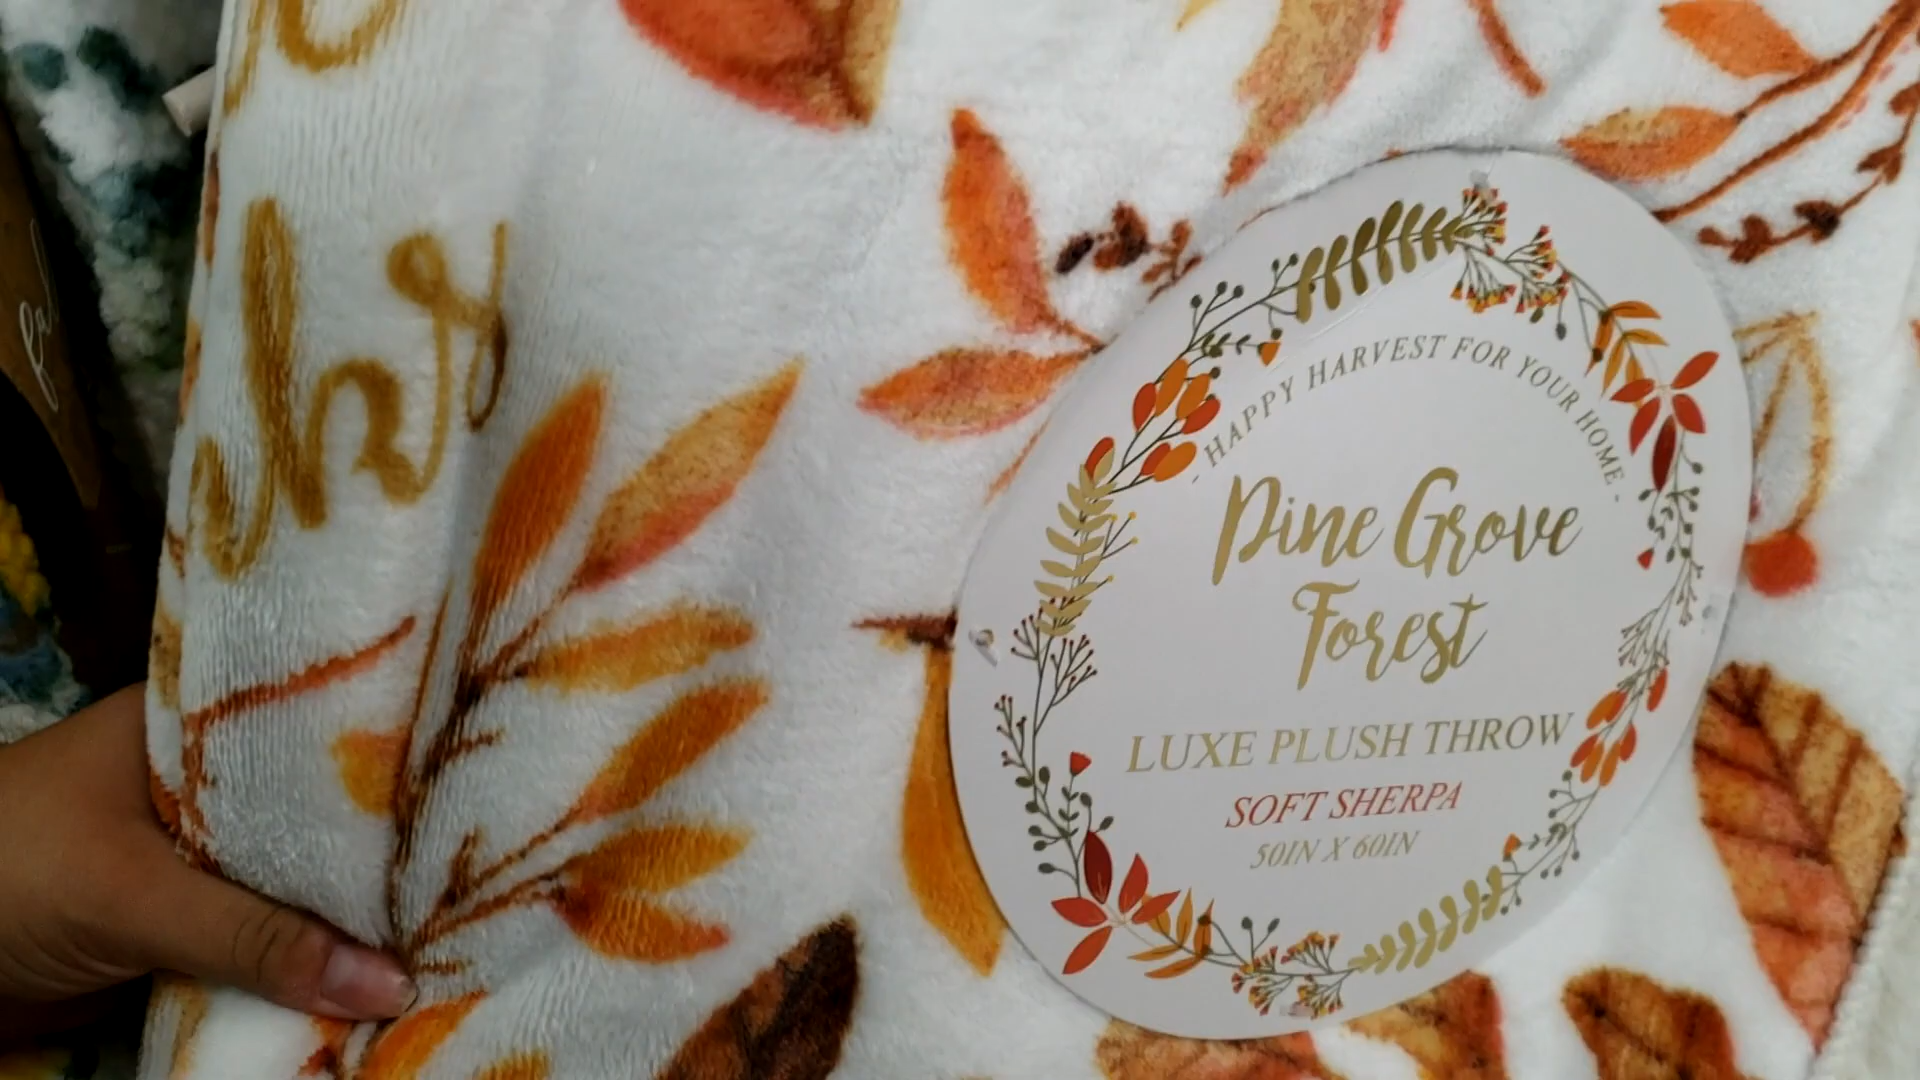 HAPPY HARVEST FOR YOUR HOME -
Pine Grove
Forest
LUXE PLUSH THROW
SOFT SHERPA
50IN X 60IN